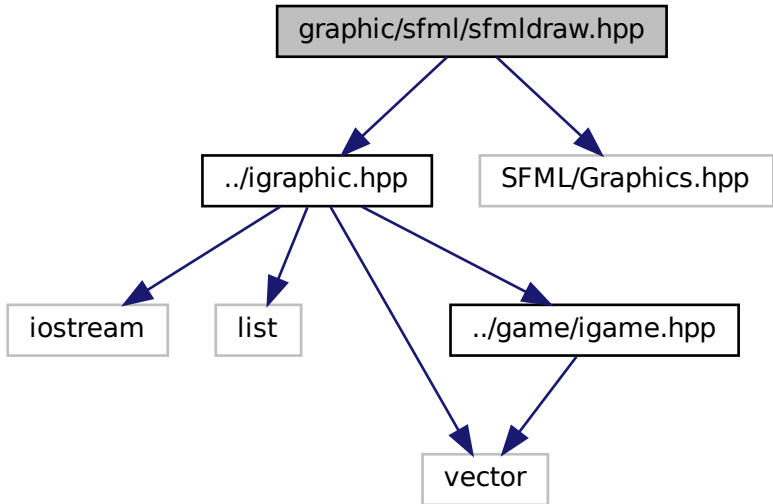 graphic/sfml/sfmldraw.hpp
../igraphic.hpp
SFML/Graphics.hpp
iostream
list
../game/igame.hpp
vector